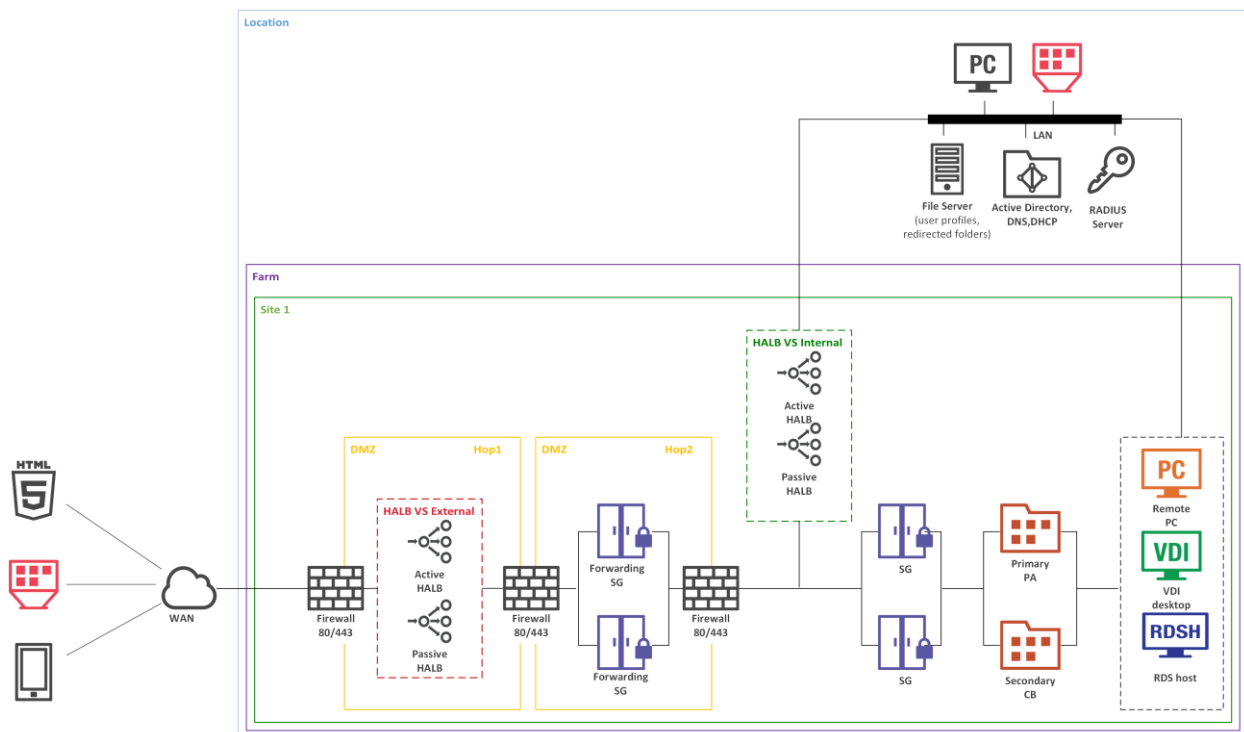 Location
PC
LAN
File Server
(user profiles,
redirected folders)
Active Directory,
DNS,DHCP
RADIUS
Server
Farm
Site 1
HALB VS Internal
Active
HALB
Passive
HALB
DMZ
Hop1
DMZ
Hop2
HALB VS External
Active
HALB
Passive
HALB
HTML
5
WAN
Firewall
80/443
Firewall
80/443
Forwarding
SG
Forwarding
SG
Firewall
80/443
SG
SG
Primary
PA
Secondary
CB
PC
Remote
PC
VDI
VDI
desktop
RDSH
RDS host